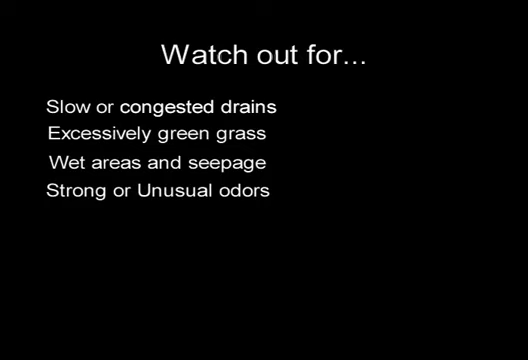 Watch out for...
Slow or congested drains
Excessively green grass
Wet areas and seepage
Strong or Unusual odors